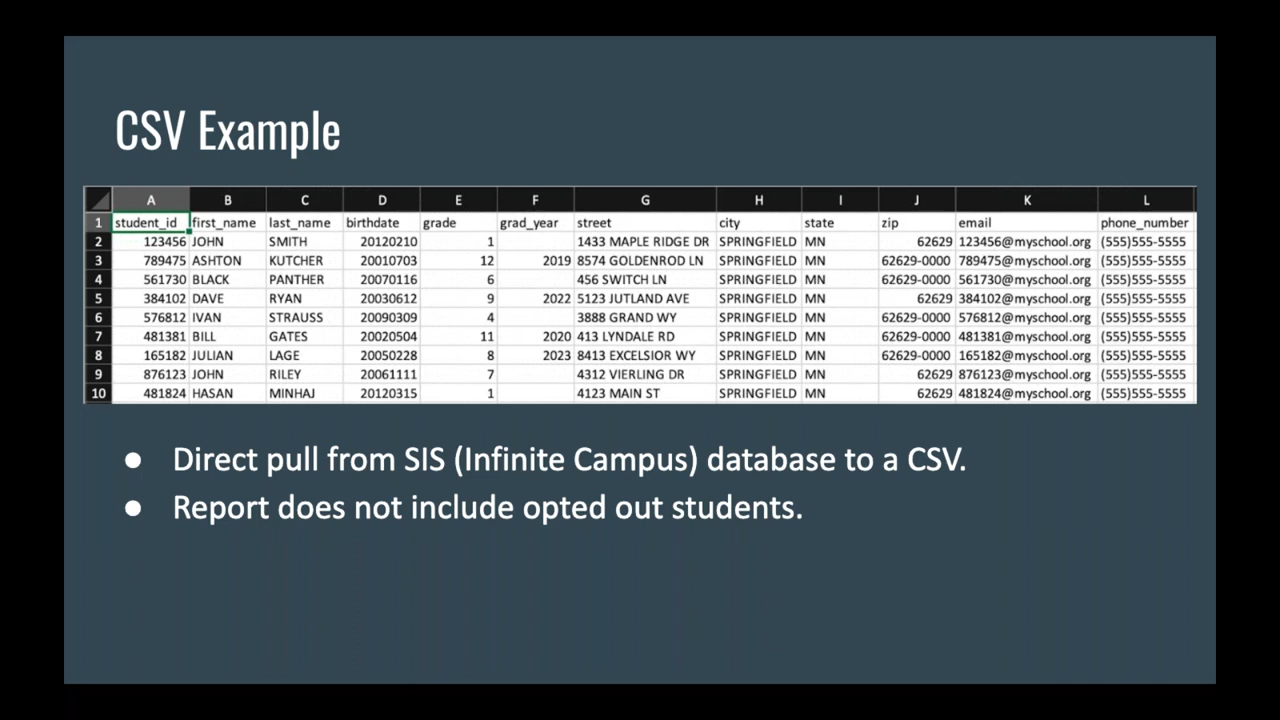 CSV Example
A B C D E F G H I J K L
1 student_id first_name last_name birthdate grade grad_year street city state zip email phone_number
2 123456 JOHN SMITH 20120210 1 1433 MAPLE RIDGE DR SPRINGFIELD MN 62629 123456@myschool.org (555)555-5555
3 789475 ASHTON KUTCHER 20010703 12 2019 8574 GOLDENROD LN SPRINGFIELD MN 62629-0000 789475@myschool.org (555)555-5555
4 561730 BLACK PANTHER 20070116 6 456 SWITCH LN SPRINGFIELD MN 62629-0000 561730@myschool.org (555)555-5555
5 384102 DAVE RYAN 20030612 9 2022 5123 JUTLAND AVE SPRINGFIELD MN 62629 384102@myschool.org (555)555-5555
6 576812 IVAN STRAUSS 20090309 4 3888 GRAND WY SPRINGFIELD MN 62629-0000 576812@myschool.org (555)555-5555
7 481381 BILL GATES 20020504 11 2020 413 LYNDALE RD SPRINGFIELD MN 62629-0000 481381@myschool.org (555)555-5555
8 165182 JULIAN LAGE 20050228 8 2023 8413 EXCELSIOR WY SPRINGFIELD MN 62629-0000 165182@myschool.org (555)555-5555
9 876123 JOHN RILEY 20061111 7 4312 VIERLING DR SPRINGFIELD MN 62629 876123@myschool.org (555)555-5555
10 481824 HASAN MINHAJ 20120315 1 4123 MAIN ST SPRINGFIELD MN 62629 481824@myschool.org (555)555-5555
● Direct pull from SIS (Infinite Campus) database to a CSV.
● Report does not include opted out students.